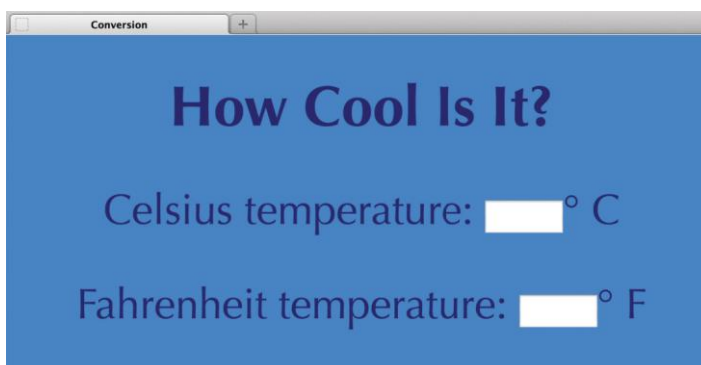 Conversion
How Cool Is It?
Celsius temperature: ° C
Fahrenheit temperature: ° F